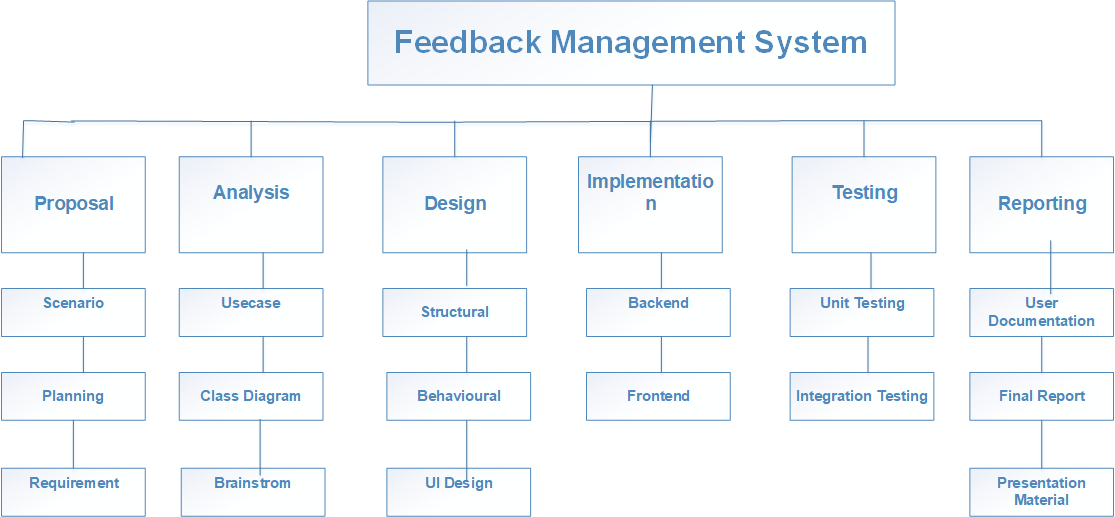 Feedback Management System
Proposal
Analysis
Design
Implementatio
n
Testing
Reporting
Scenario
Usecase
Structural
Backend
Unit Testing
User
Documentation
Planning
Class Diagram
Behavioural
Frontend
Integration Testing
Final Report
Requirement
Brainstrom
UI Design
Presentation
Material